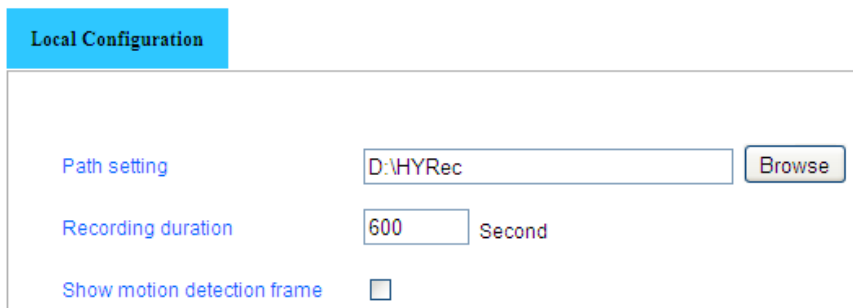 Local Configuration
Path setting D:\HYRec Browse
Recording duration 600 Second
Show motion detection frame